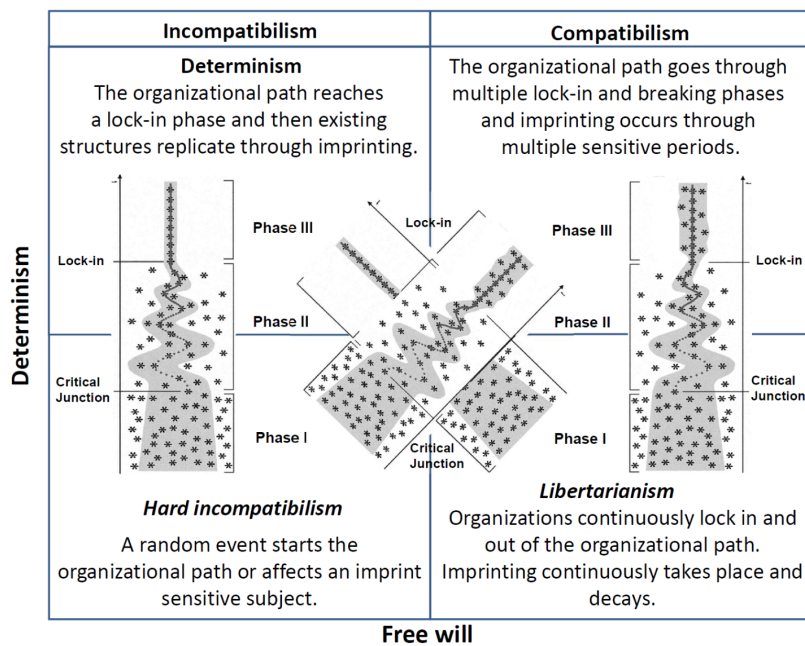 Incompatibilism
Compatibilism
Determinism
The organizational path reaches
a lock-in phase and then existing
structures replicate through imprinting.
The organizational path goes through
multiple lock-in and breaking phases
and imprinting occurs through
multiple sensitive periods.
Determinism
Phase III
Lock-in
Phase II
Critical
Junction
Phase I
Lock-in
Critical
Junction
Phase III
Lock-in
Phase II
Critical
Junction
Phase I
Hard incompatibilism
A random event starts the
organizational path or affects an imprint
sensitive subject.
Libertarianism
Organizations continuously lock in and
out of the organizational path.
Imprinting continuously takes place and
decays.
Free will